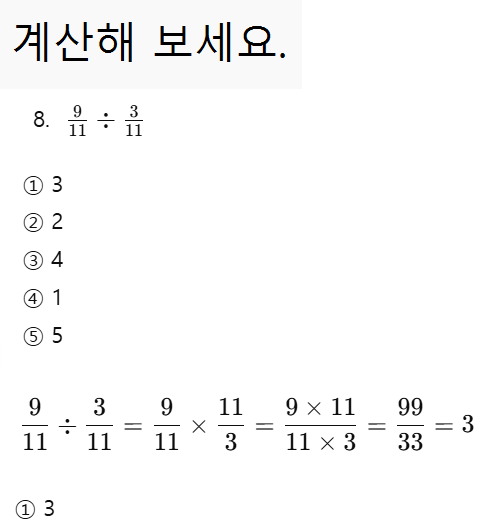 계산해 보세요.
8. 9/11 ÷ 3/11
① 3
② 2
③ 4
④ 1
⑤ 5
9/11 ÷ 3/11 = 9/11 × 11/3 = (9 × 11)/(11 × 3) = 99/33 = 3
① 3